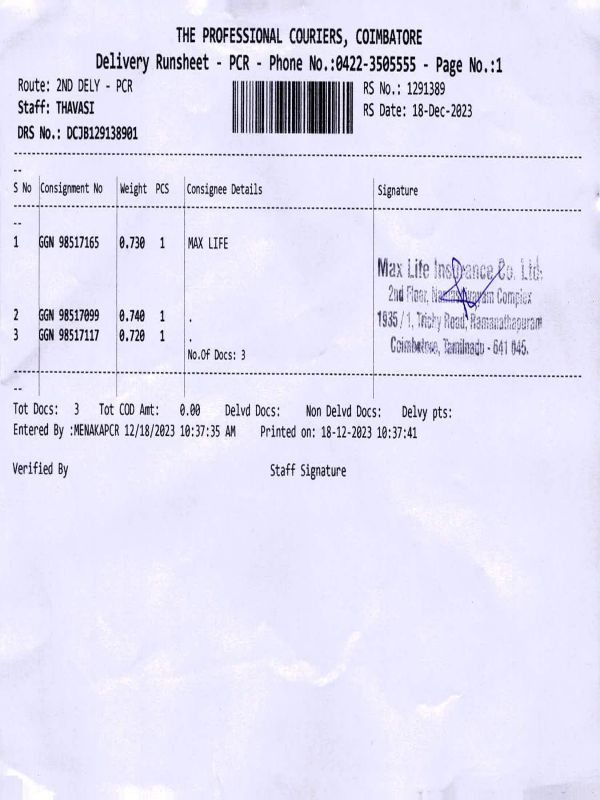 THE PROFESSIONAL COURIERS, COIMBATORE
Delivery Runsheet - PCR - Phone No.:0422-3505555 - Page No.:1
Route: 2ND DELY - PCR
RS No.: 1291389
Staff: THAVASI
RS Date: 18-Dec-2023
DRS No.: DCJB129138901
--
S No Consignment No Weight PCS Consignee Details Signature
--
1 GGN 98517165 0.730 1 MAX LIFE
Max Life Insurance Co. Ltd.
2nd Floor, Complex
2 GGN 98517099 0.740 1 .
1935 / 1, Trichy Road, Ramanathapuram
3 GGN 98517117 0.720 1 .
Coimbatore, Tamilnadu - 641 045.
No.Of Docs: 3
--
Tot Docs: 3 Tot COD Amt: 0.00 Delvd Docs: Non Delvd Docs: Delvy pts:
Entered By :MENAKAPCR 12/18/2023 10:37:35 AM Printed on: 18-12-2023 10:37:41
Verified By Staff Signature